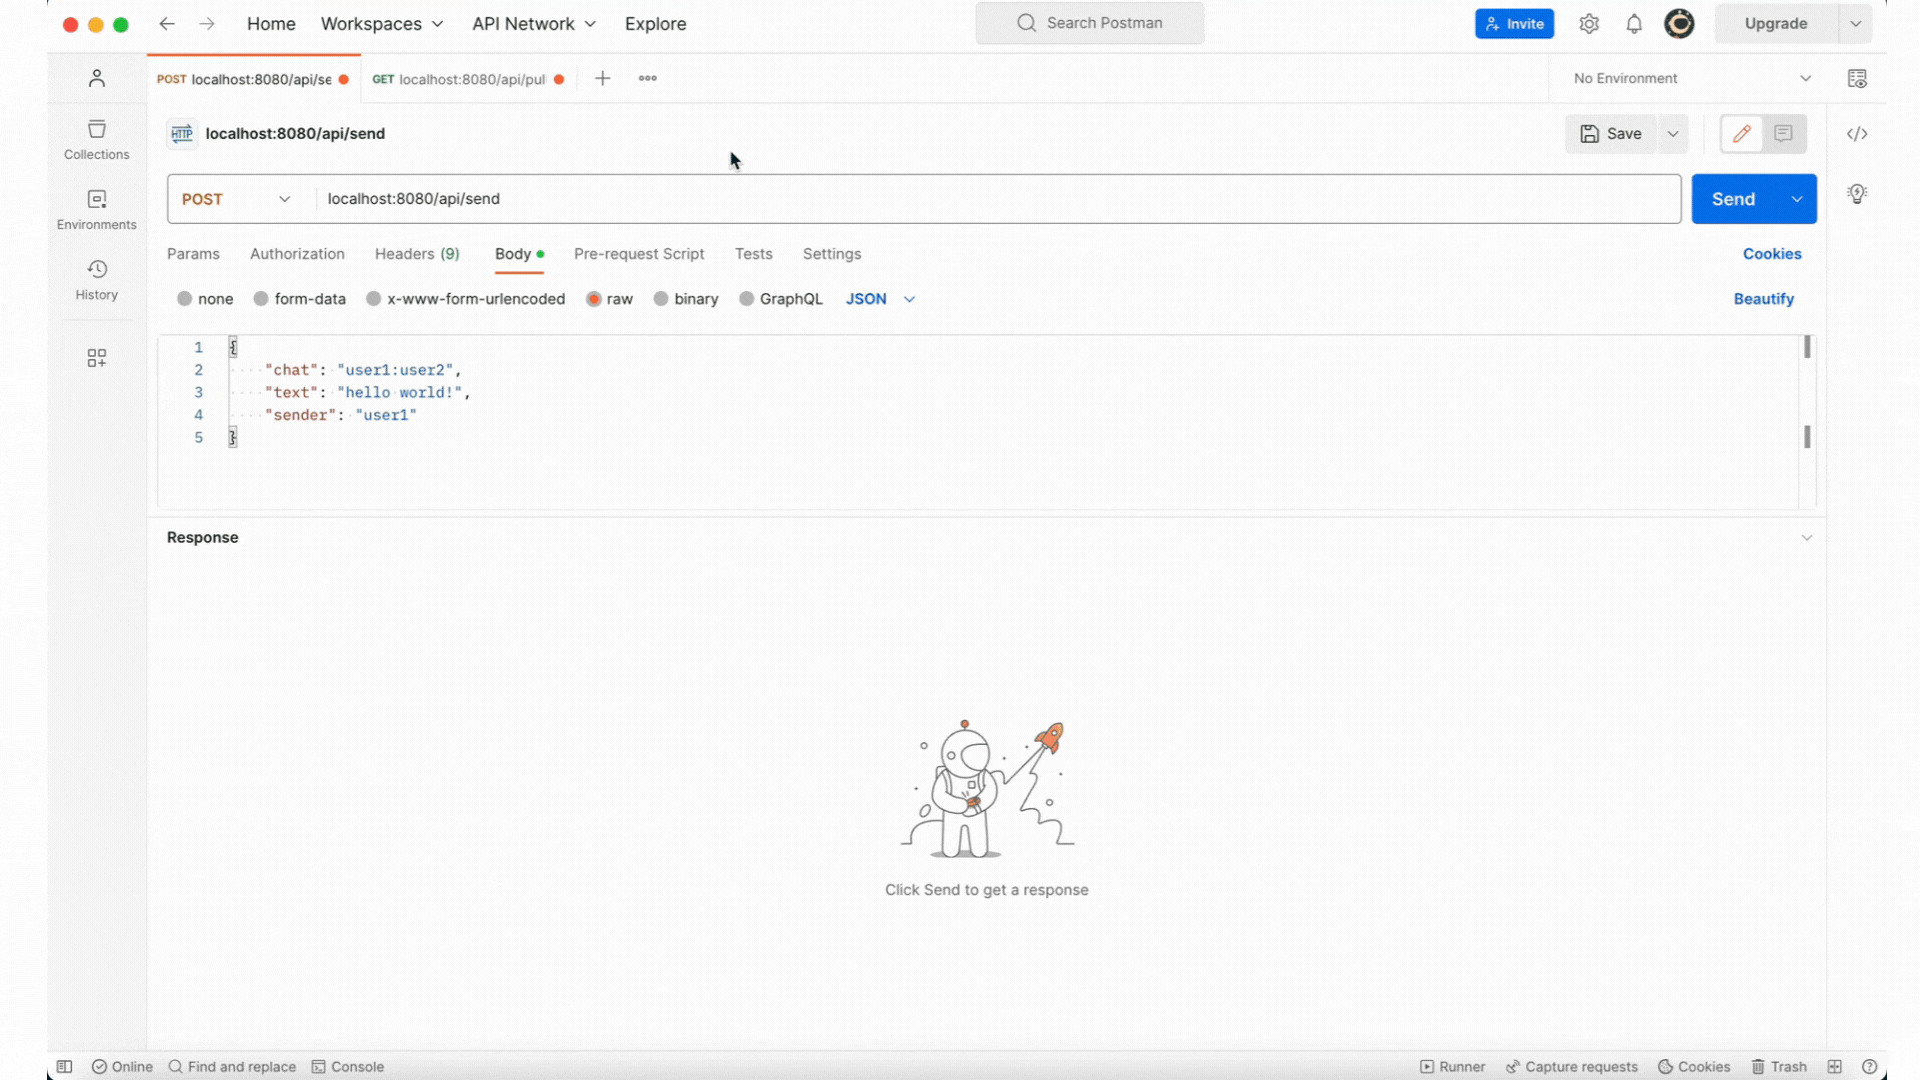 Home Workspaces API Network Explore Search Postman Invite Upgrade
POST localhost:8080/api/se GET localhost:8080/api/pul No Environment
HTTP localhost:8080/api/send Save
Collections
POST localhost:8080/api/send Send
Environments
Params Authorization Headers (9) Body Pre-request Script Tests Settings Cookies
History
none form-data x-www-form-urlencoded raw binary GraphQL JSON Beautify
1 {
2 "chat": "user1:user2",
3 "text": "hello world!",
4 "sender": "user1"
5 }
Response
Click Send to get a response
Online Find and replace Console Runner Capture requests Cookies Trash